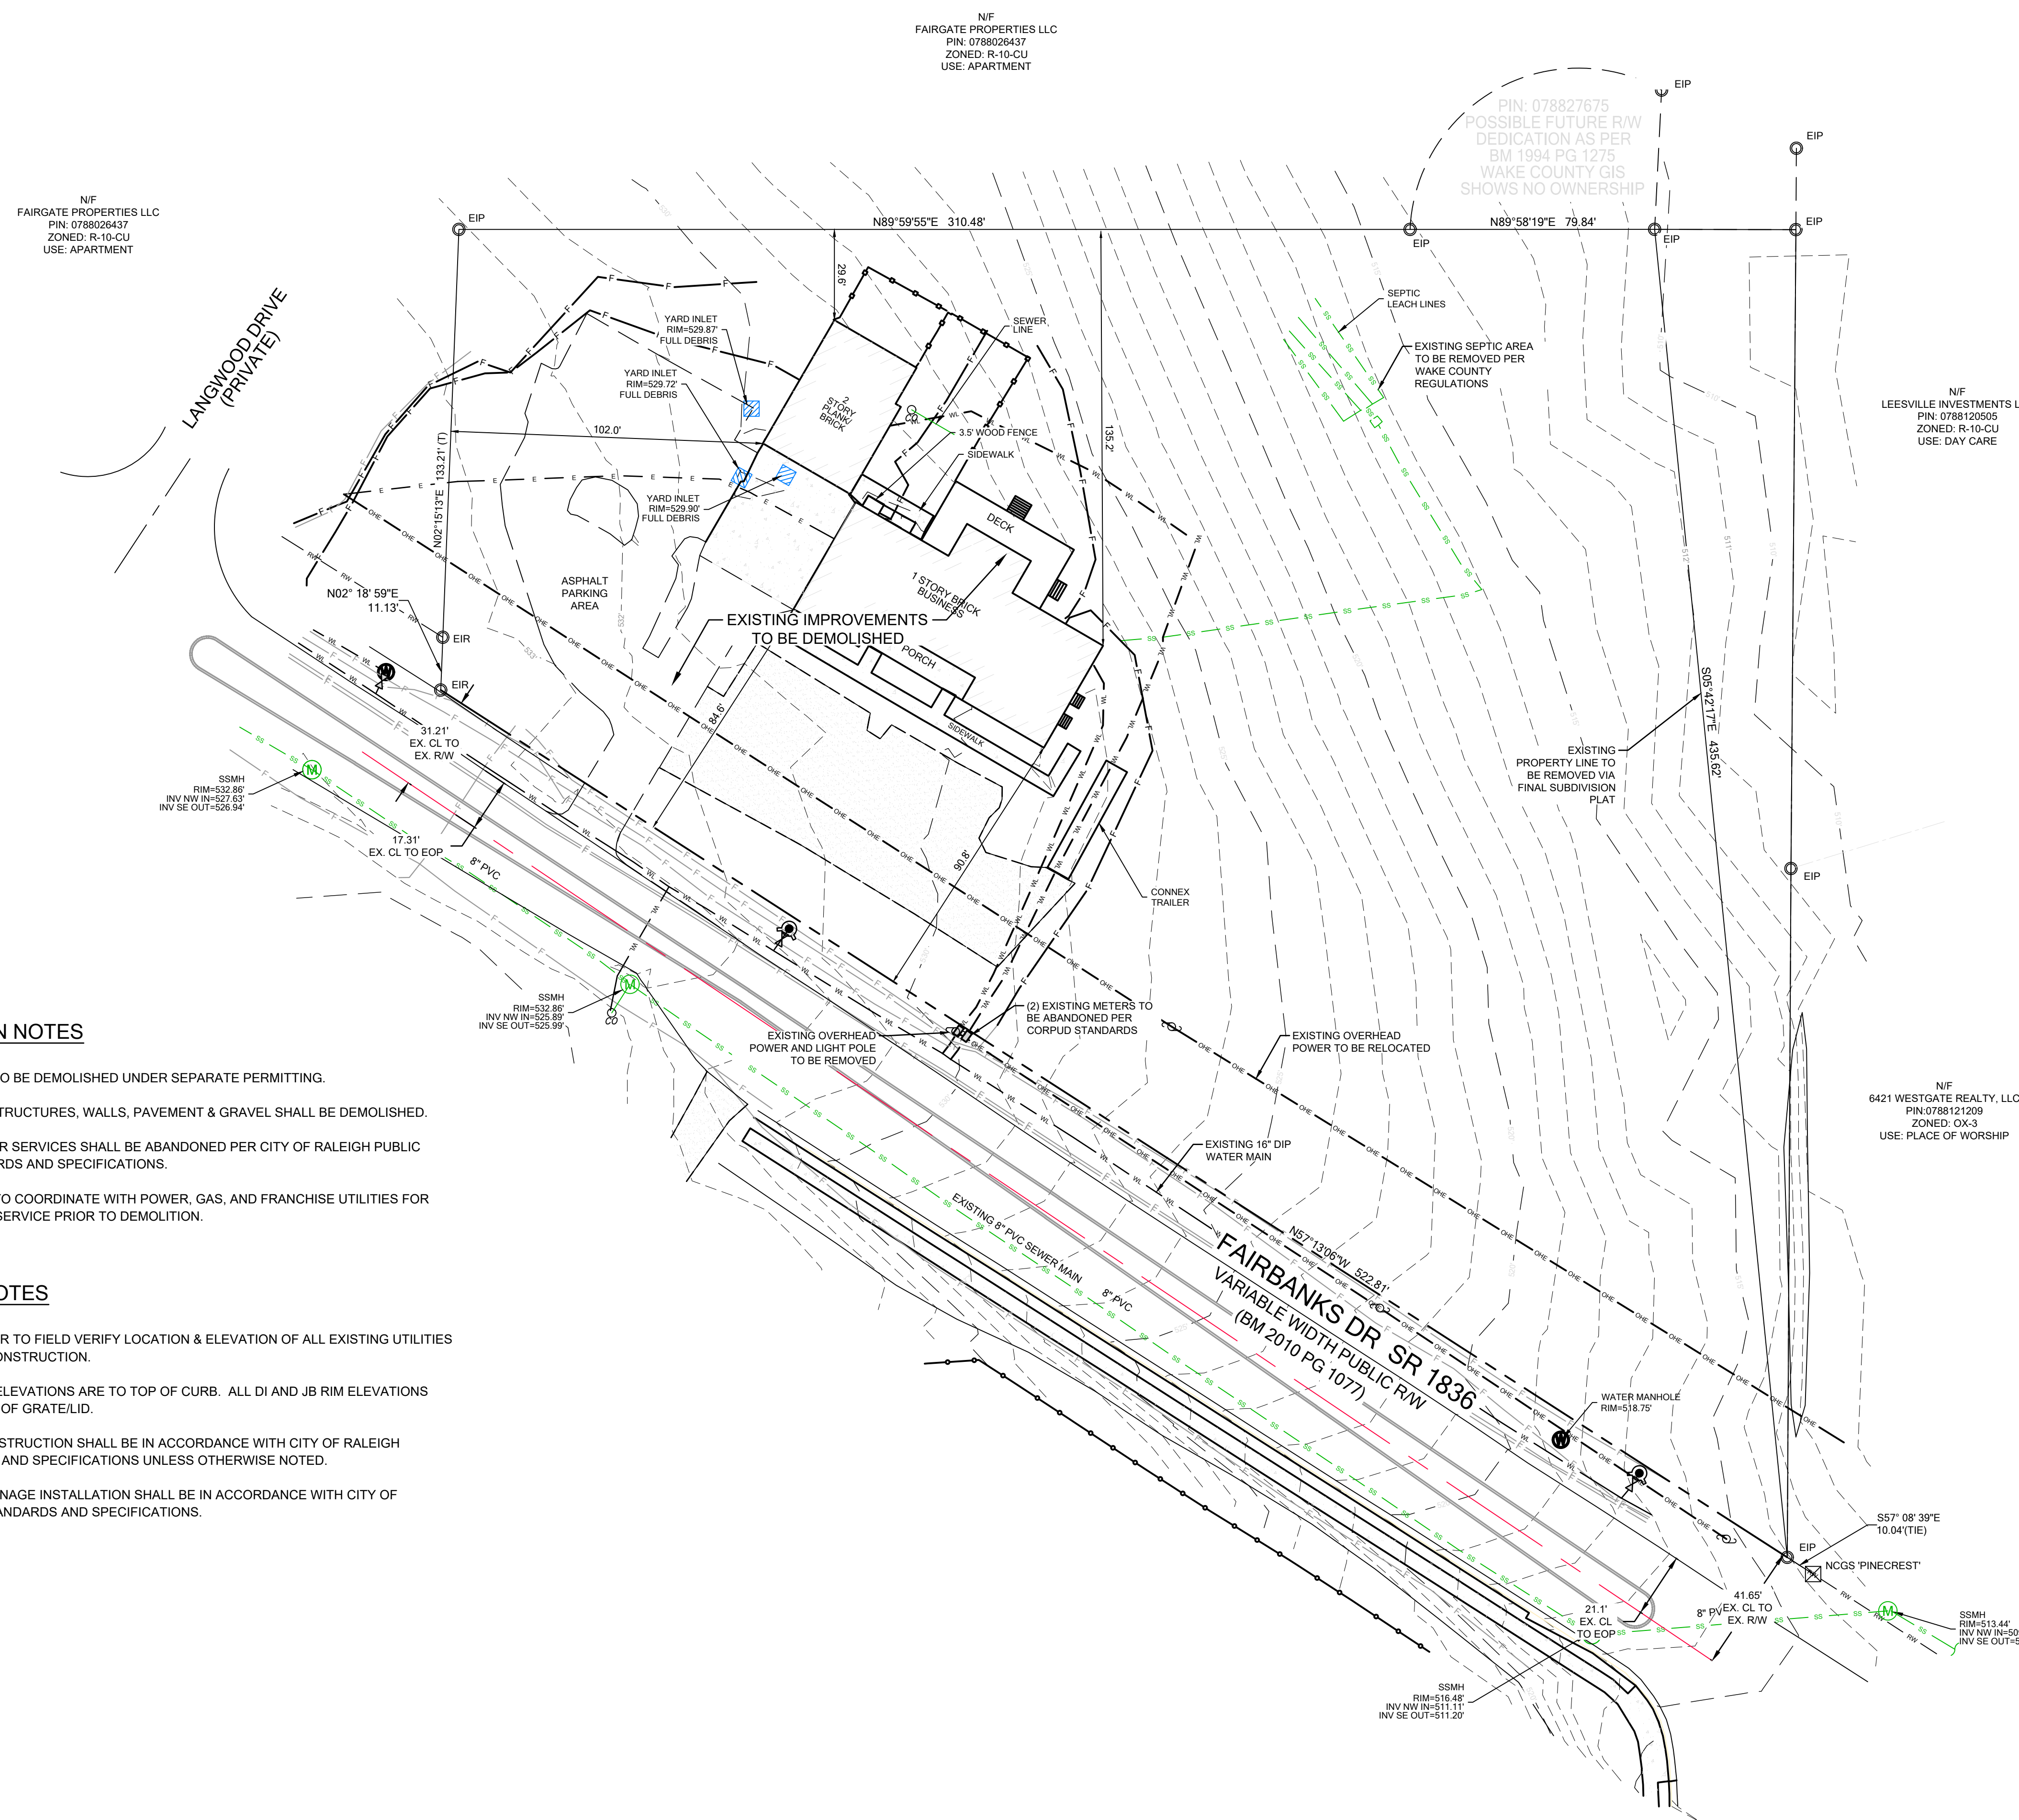 N/F
FAIRGATE PROPERTIES LLC
PIN: 0788026437
ZONED: R-10-CU
USE: APARTMENT
EIP
PIN: 078827675
POSSIBLE FUTURE R/W
DEDICATION AS PER
BM 1994 PG 1275
WAKE COUNTY GIS
SHOWS NO OWNERSHIP
EIP
N/F
FAIRGATE PROPERTIES LLC
PIN: 0788026437
ZONED: R-10-CU
USE: APARTMENT
EIP
N89°59'55"E 310.48'
EIP
N89°58'19"E 79.84'
EIP
EIP
LANGWOOD DRIVE
(PRIVATE)
29.6'
SEPTIC
LEACH LINES
YARD INLET
RIM=529.87'
FULL DEBRIS
SEWER
LINE
EXISTING SEPTIC AREA
TO BE REMOVED PER
WAKE COUNTY
REGULATIONS
YARD INLET
RIM=529.72'
FULL DEBRIS
2
STORY
PLANK/
BRICK
CO
N/F
LEESVILLE INVESTMENTS L
PIN: 0788120505
ZONED: R-10-CU
USE: DAY CARE
102.0'
3.5' WOOD FENCE
135.2'
SIDEWALK
N02°15'13"E 133.21' (T)
YARD INLET
RIM=529.90'
FULL DEBRIS
DECK
ASPHALT
PARKING
AREA
1 STORY BRICK
BUSINESS
N02° 18' 59"E
11.13'
EXISTING IMPROVEMENTS
TO BE DEMOLISHED
EIR
532'
533'
PORCH
EIR
84.6'
SIDEWALK
S05°42'17"E 435.62'
31.21'
EX. CL TO
EX. R/W
EXISTING
PROPERTY LINE TO
BE REMOVED VIA
FINAL SUBDIVISION
PLAT
SSMH
RIM=532.86'
INV NW IN=527.63'
INV SE OUT=526.94'
17.31'
EX. CL TO EOP
8" PVC
90.8'
CONNEX
TRAILER
EIP
SSMH
RIM=532.86'
INV NW IN=525.89'
INV SE OUT=525.99'
CO
EXISTING OVERHEAD
POWER AND LIGHT POLE
TO BE REMOVED
(2) EXISTING METERS TO
BE ABANDONED PER
CORPUD STANDARDS
EXISTING OVERHEAD
POWER TO BE RELOCATED
N NOTES
O BE DEMOLISHED UNDER SEPARATE PERMITTING.
TRUCTURES, WALLS, PAVEMENT & GRAVEL SHALL BE DEMOLISHED.
R SERVICES SHALL BE ABANDONED PER CITY OF RALEIGH PUBLIC
RDS AND SPECIFICATIONS.
TO COORDINATE WITH POWER, GAS, AND FRANCHISE UTILITIES FOR
SERVICE PRIOR TO DEMOLITION.
N/F
6421 WESTGATE REALTY, LLC
PIN:0788121209
ZONED: OX-3
USE: PLACE OF WORSHIP
EXISTING 16" DIP
WATER MAIN
EXISTING 8" PVC SEWER MAIN
8" PVC
N57°13'06"W 522.81'
FAIRBANKS DR SR 1836
VARIABLE WIDTH PUBLIC R/W
(BM 2010 PG 1077)
OTES
R TO FIELD VERIFY LOCATION & ELEVATION OF ALL EXISTING UTILITIES
ONSTRUCTION.
ELEVATIONS ARE TO TOP OF CURB. ALL DI AND JB RIM ELEVATIONS
OF GRATE/LID.
STRUCTION SHALL BE IN ACCORDANCE WITH CITY OF RALEIGH
AND SPECIFICATIONS UNLESS OTHERWISE NOTED.
NAGE INSTALLATION SHALL BE IN ACCORDANCE WITH CITY OF
ANDARDS AND SPECIFICATIONS.
WATER MANHOLE
RIM=518.75'
S57° 08' 39"E
10.04'(TIE)
EIP
NCGS 'PINECREST'
21.1'
EX. CL
TO EOP
41.65'
EX. CL TO
EX. R/W
8" PV
SSMH
RIM=513.44'
INV NW IN=50
INV SE OUT=5
SSMH
RIM=516.48'
INV NW IN=511.11'
INV SE OUT=511.20'